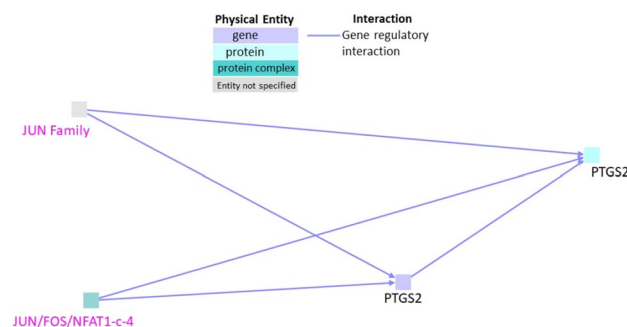 Physical Entity
gene
protein
protein complex
Entity not specified
Interaction
Gene regulatory
interaction
JUN Family
PTGS2
PTGS2
JUN/FOS/NFAT1-c-4